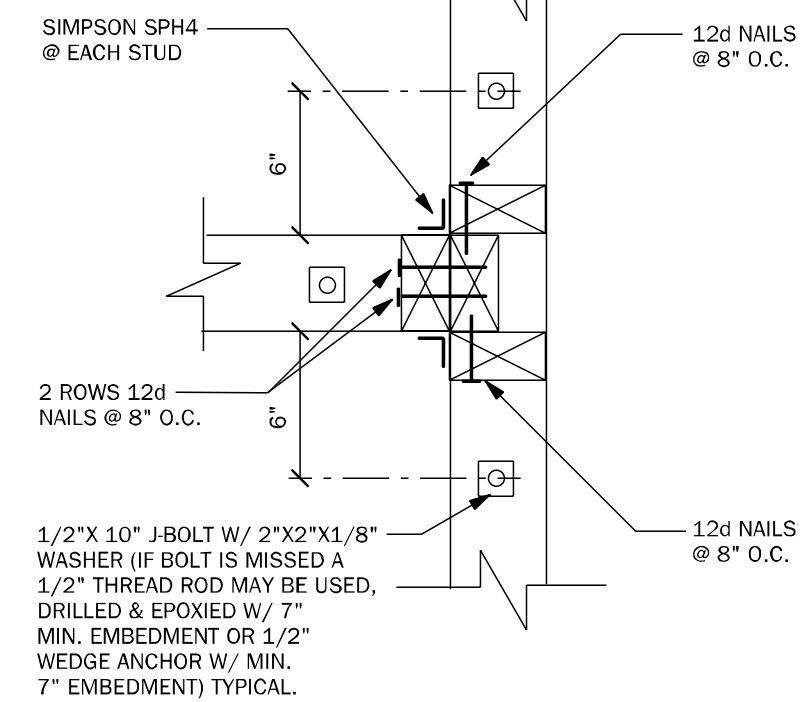 SIMPSON SPH4
@ EACH STUD
12d NAILS
@ 8" O.C.
6"
2 ROWS 12d
NAILS @ 8" O.C.
6"
1/2"X 10" J-BOLT W/ 2"X2"X1/8"
WASHER (IF BOLT IS MISSED A
1/2" THREAD ROD MAY BE USED,
DRILLED & EPOXIED W/ 7"
MIN. EMBEDMENT OR 1/2"
WEDGE ANCHOR W/ MIN.
7" EMBEDMENT) TYPICAL.
12d NAILS
@ 8" O.C.